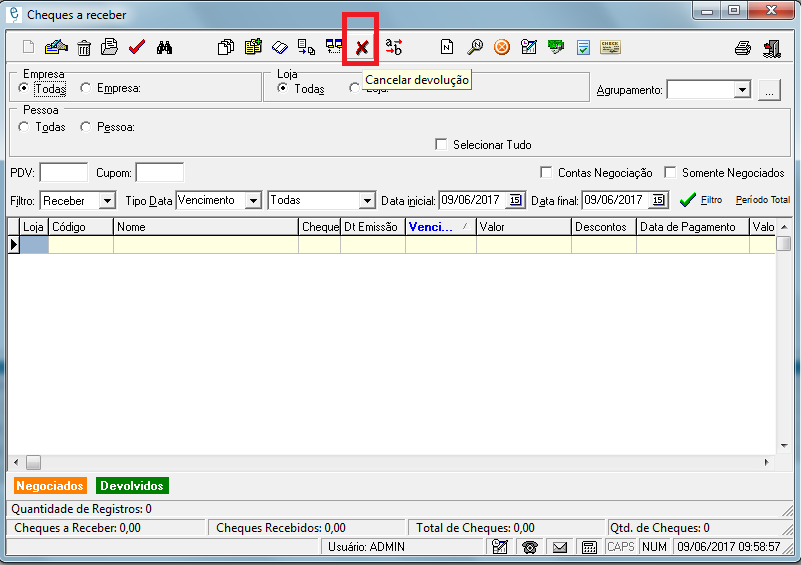 Cheques a receber
Cancelar devolução
Empresa
Todas Empresa:
Loja
Todas
Agrupamento: ...
Pessoa
Todas Pessoa:
Selecionar Tudo
PDV: Cupom: Contas Negociação Somente Negociados
Filtro: Receber Tipo Data Vencimento Todas Data inicial: 09/06/2017 15 Data final: 09/06/2017 15 Filtro Período Total
Loja Código Nome Cheque Dt Emissão Venci... Valor Descontos Data de Pagamento Valo
Negociados Devolvidos
Quantidade de Registros: 0
Cheques a Receber: 0,00 Cheques Recebidos: 0,00 Total de Cheques: 0,00 Qtd. de Cheques: 0
Usuário: ADMIN CAPS NUM 09/06/2017 09:58:57